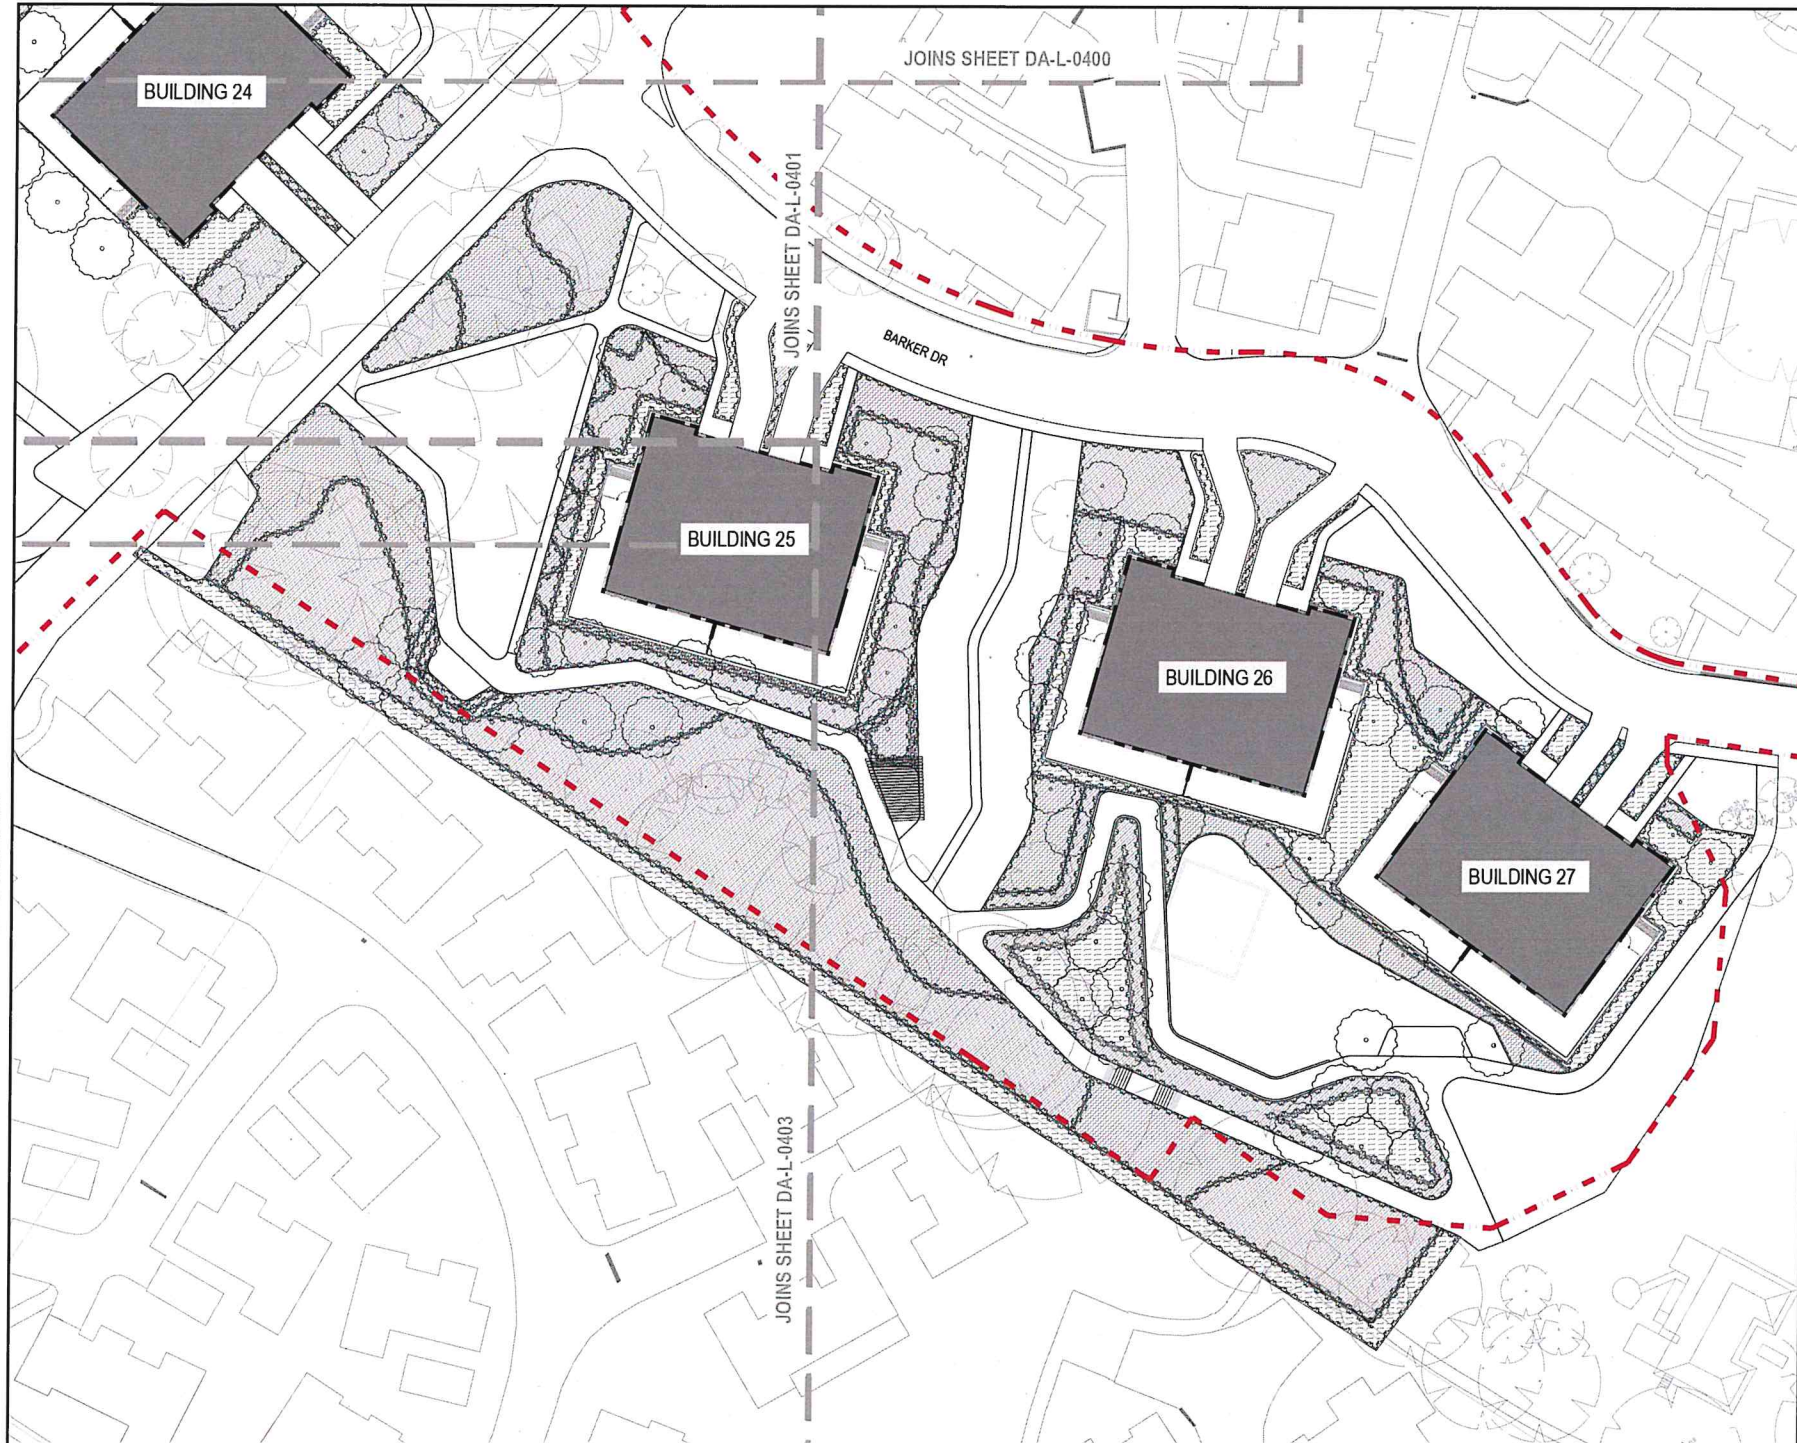 JOINS SHEET DA-L-0400
BUILDING 24
JOINS SHEET DA-L-0401
BARKER DR
BUILDING 25
BUILDING 26
BUILDING 27
JOINS SHEET DA-L-0403